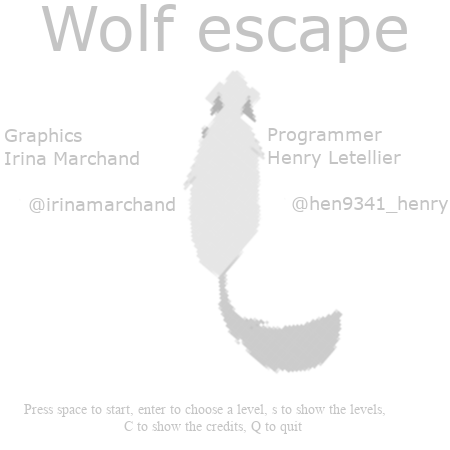 Wolf escape
Graphics
Irina Marchand
@irinamarchand
Programmer
Henry Letellier
@hen9341_henry
Press space to start, enter to choose a level, s to show the levels,
C to show the credits, Q to quit